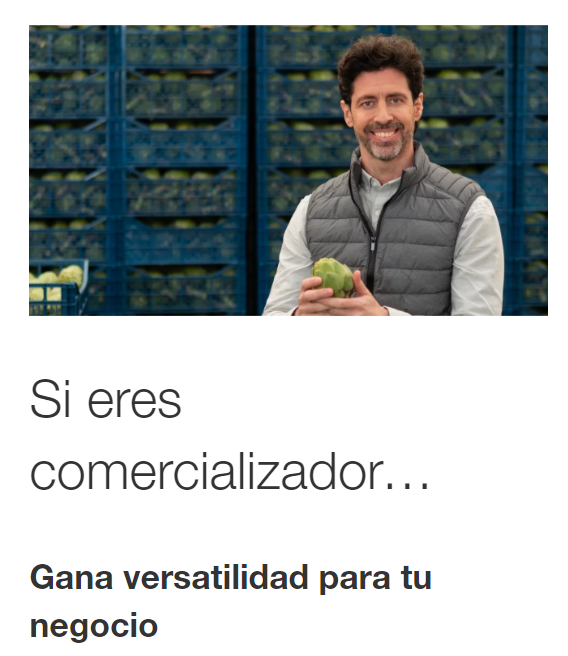 Si eres
comercializador...
Gana versatilidad para tu
negocio